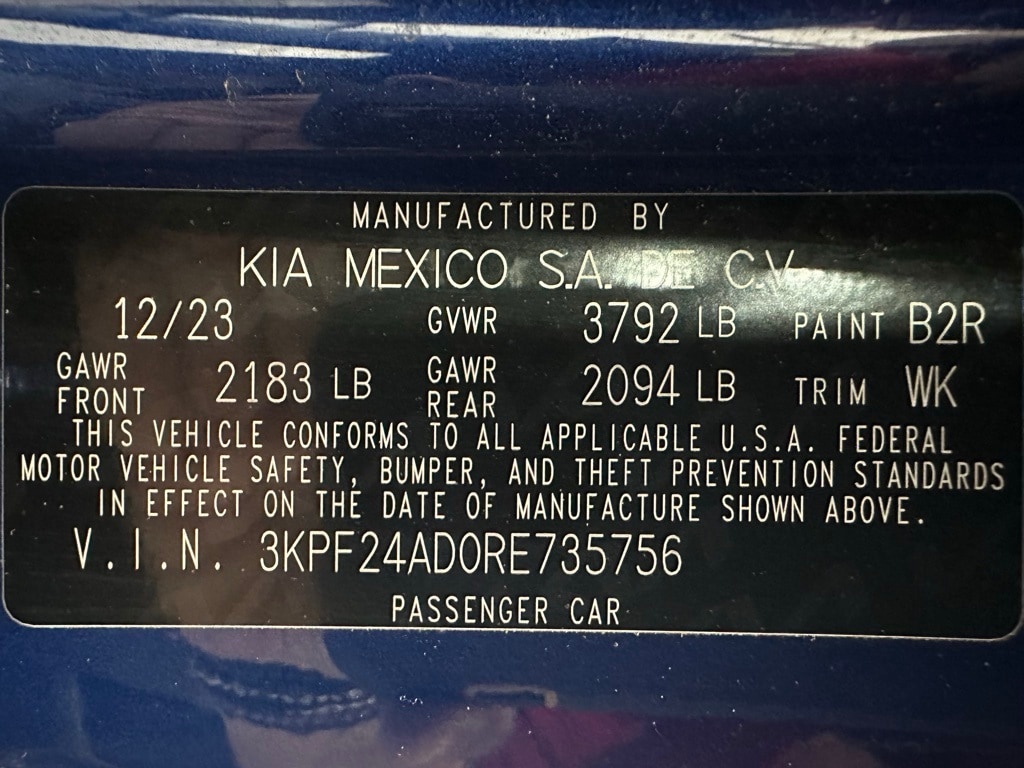 MANUFACTURED BY
KIA MEXICO S.A. DE C.V.
12/23 GVWR 3792 LB PAINT B2R
GAWR FRONT 2183 LB GAWR REAR 2094 LB TRIM WK
THIS VEHICLE CONFORMS TO ALL APPLICABLE U.S.A. FEDERAL
MOTOR VEHICLE SAFETY, BUMPER, AND THEFT PREVENTION STANDARDS
IN EFFECT ON THE DATE OF MANUFACTURE SHOWN ABOVE.
V.I.N. 3KPF24AD0RE735756
PASSENGER CAR